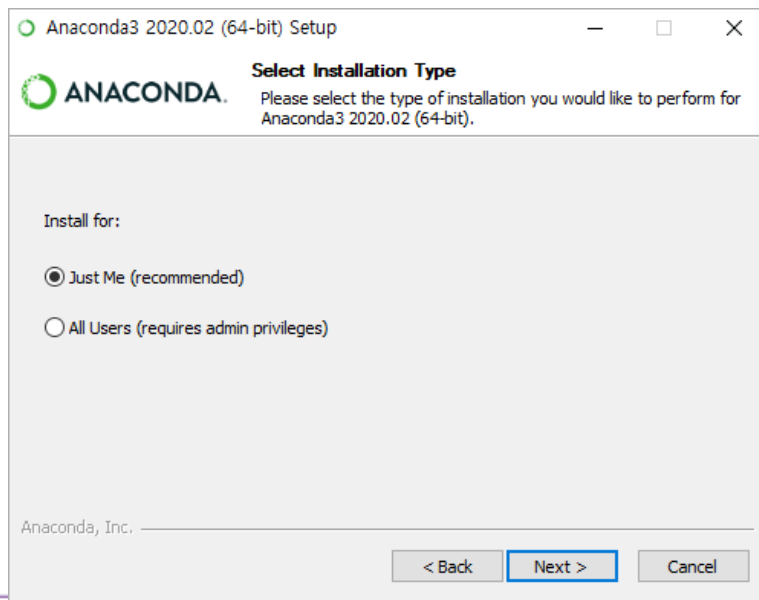 Anaconda3 2020.02 (64-bit) Setup
ANACONDA.
Select Installation Type
Please select the type of installation you would like to perform for
Anaconda3 2020.02 (64-bit).
Install for:
Just Me (recommended)
All Users (requires admin privileges)
Anaconda, Inc.
< Back
Next >
Cancel